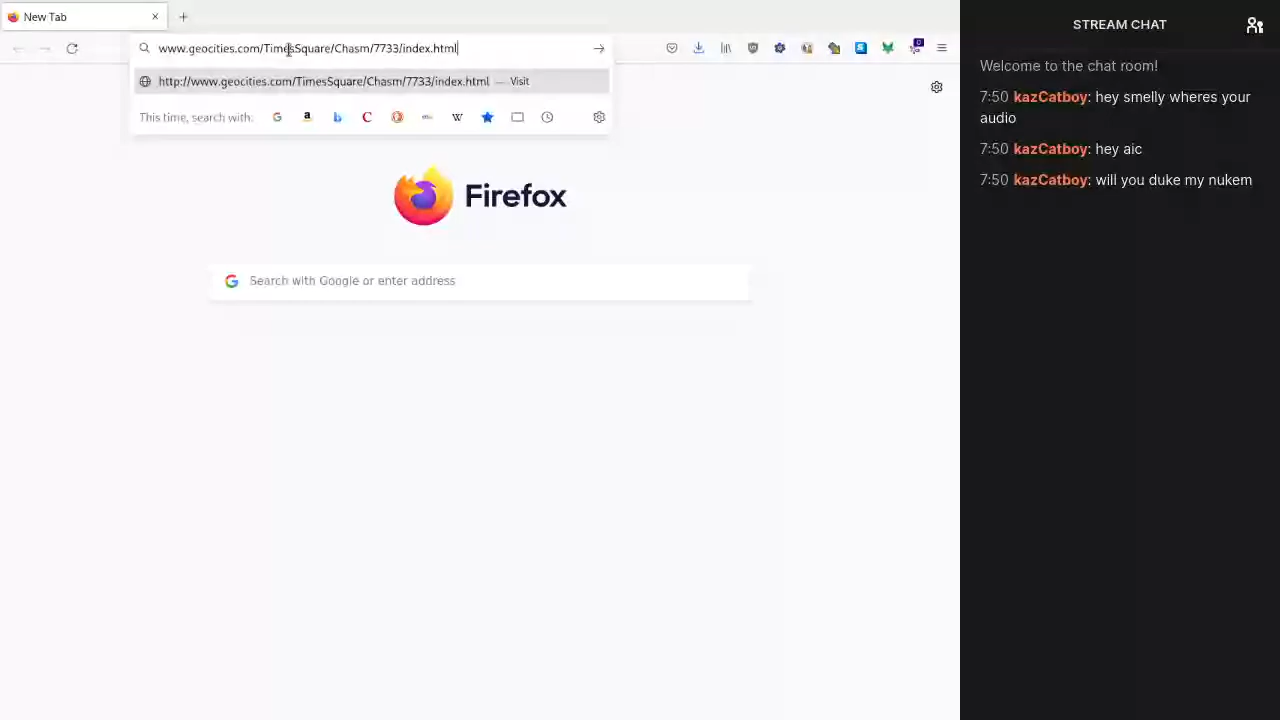 New Tab
www.geocities.com/TimesSquare/Chasm/7733/index.html
http://www.geocities.com/TimesSquare/Chasm/7733/index.html — Visit
This time, search with:
Firefox
Search with Google or enter address
STREAM CHAT
Welcome to the chat room!
7:50 kazCatboy: hey smelly wheres your
audio
7:50 kazCatboy: hey aic
7:50 kazCatboy: will you duke my nukem